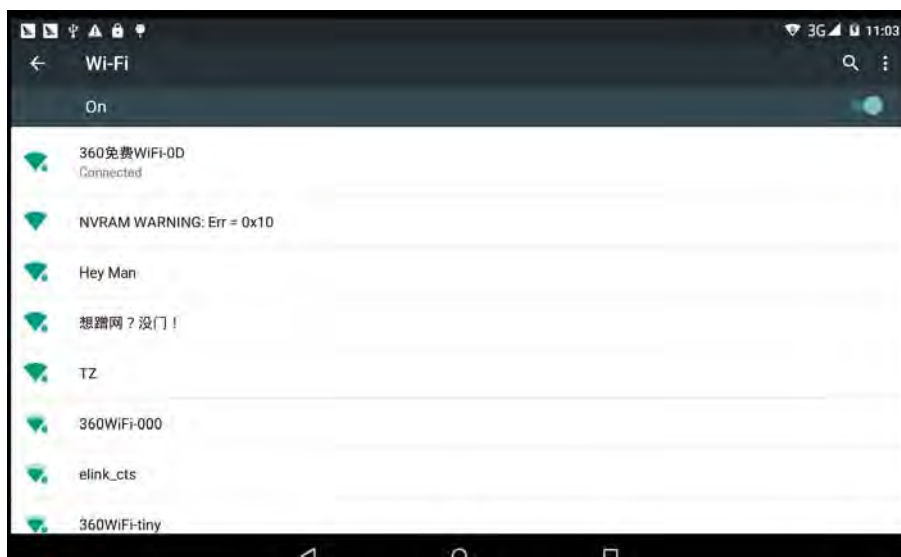 3G 11:03
Wi-Fi
On
360免费WiFi-0D
Connected
NVRAM WARNING: Err = 0x10
Hey Man
想蹭网？没门！
TZ
360WiFi-000
elink_cts
360WiFi-tiny